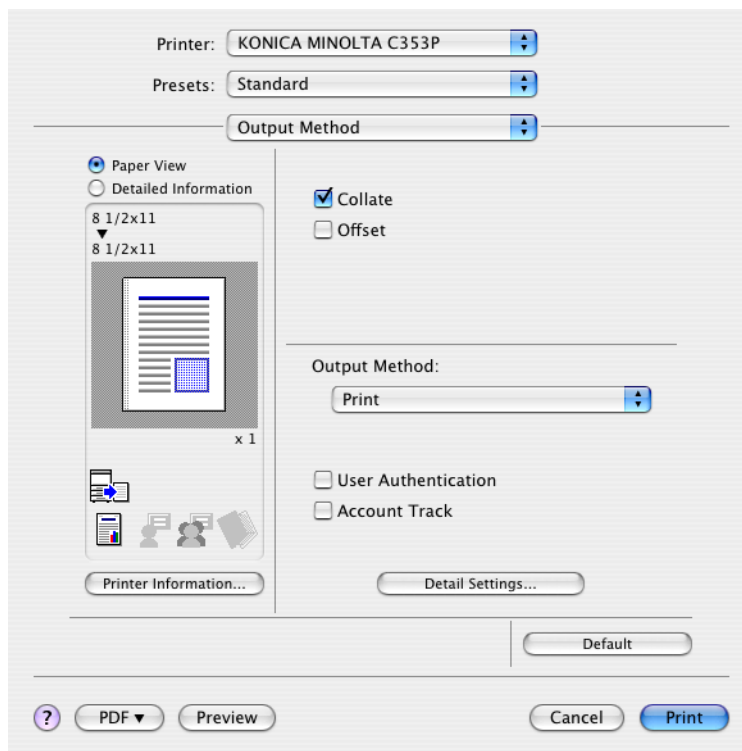 Printer: KONICA MINOLTA C353P
Presets: Standard
Output Method
Paper View
Detailed Information
8 1/2x11
8 1/2x11
x 1
Printer Information...
Collate
Offset
Output Method:
Print
User Authentication
Account Track
Detail Settings...
Default
? PDF▼ Preview Cancel Print